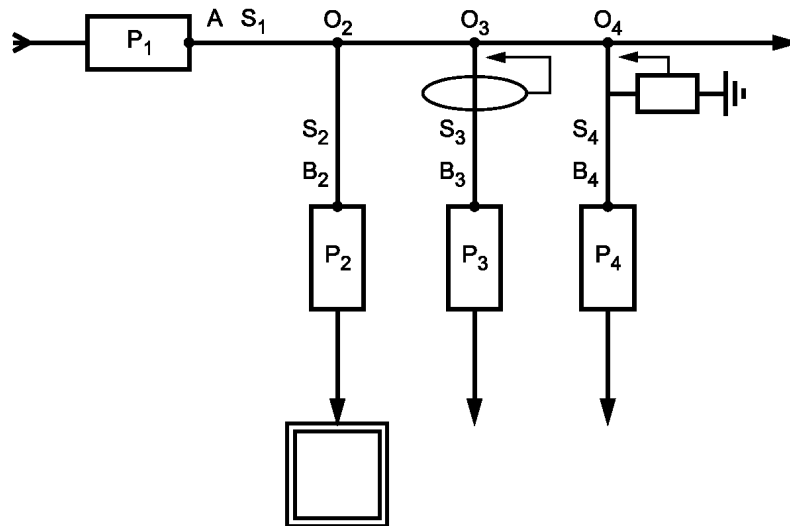 A S₁ O₂ O₃ O₄
P₁
S₂ S₃ S₄
B₂ B₃ B₄
P₂ P₃ P₄